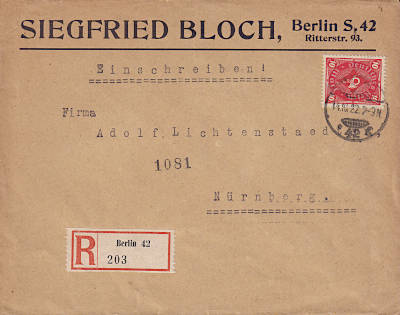 SIEGFRIED BLOCH, Berlin S, 42
Ritterstr. 93.
Einschreiben!
Firma
Adolf Lichtenstaed
1081
Nürnberg.
R Berlin 42
203